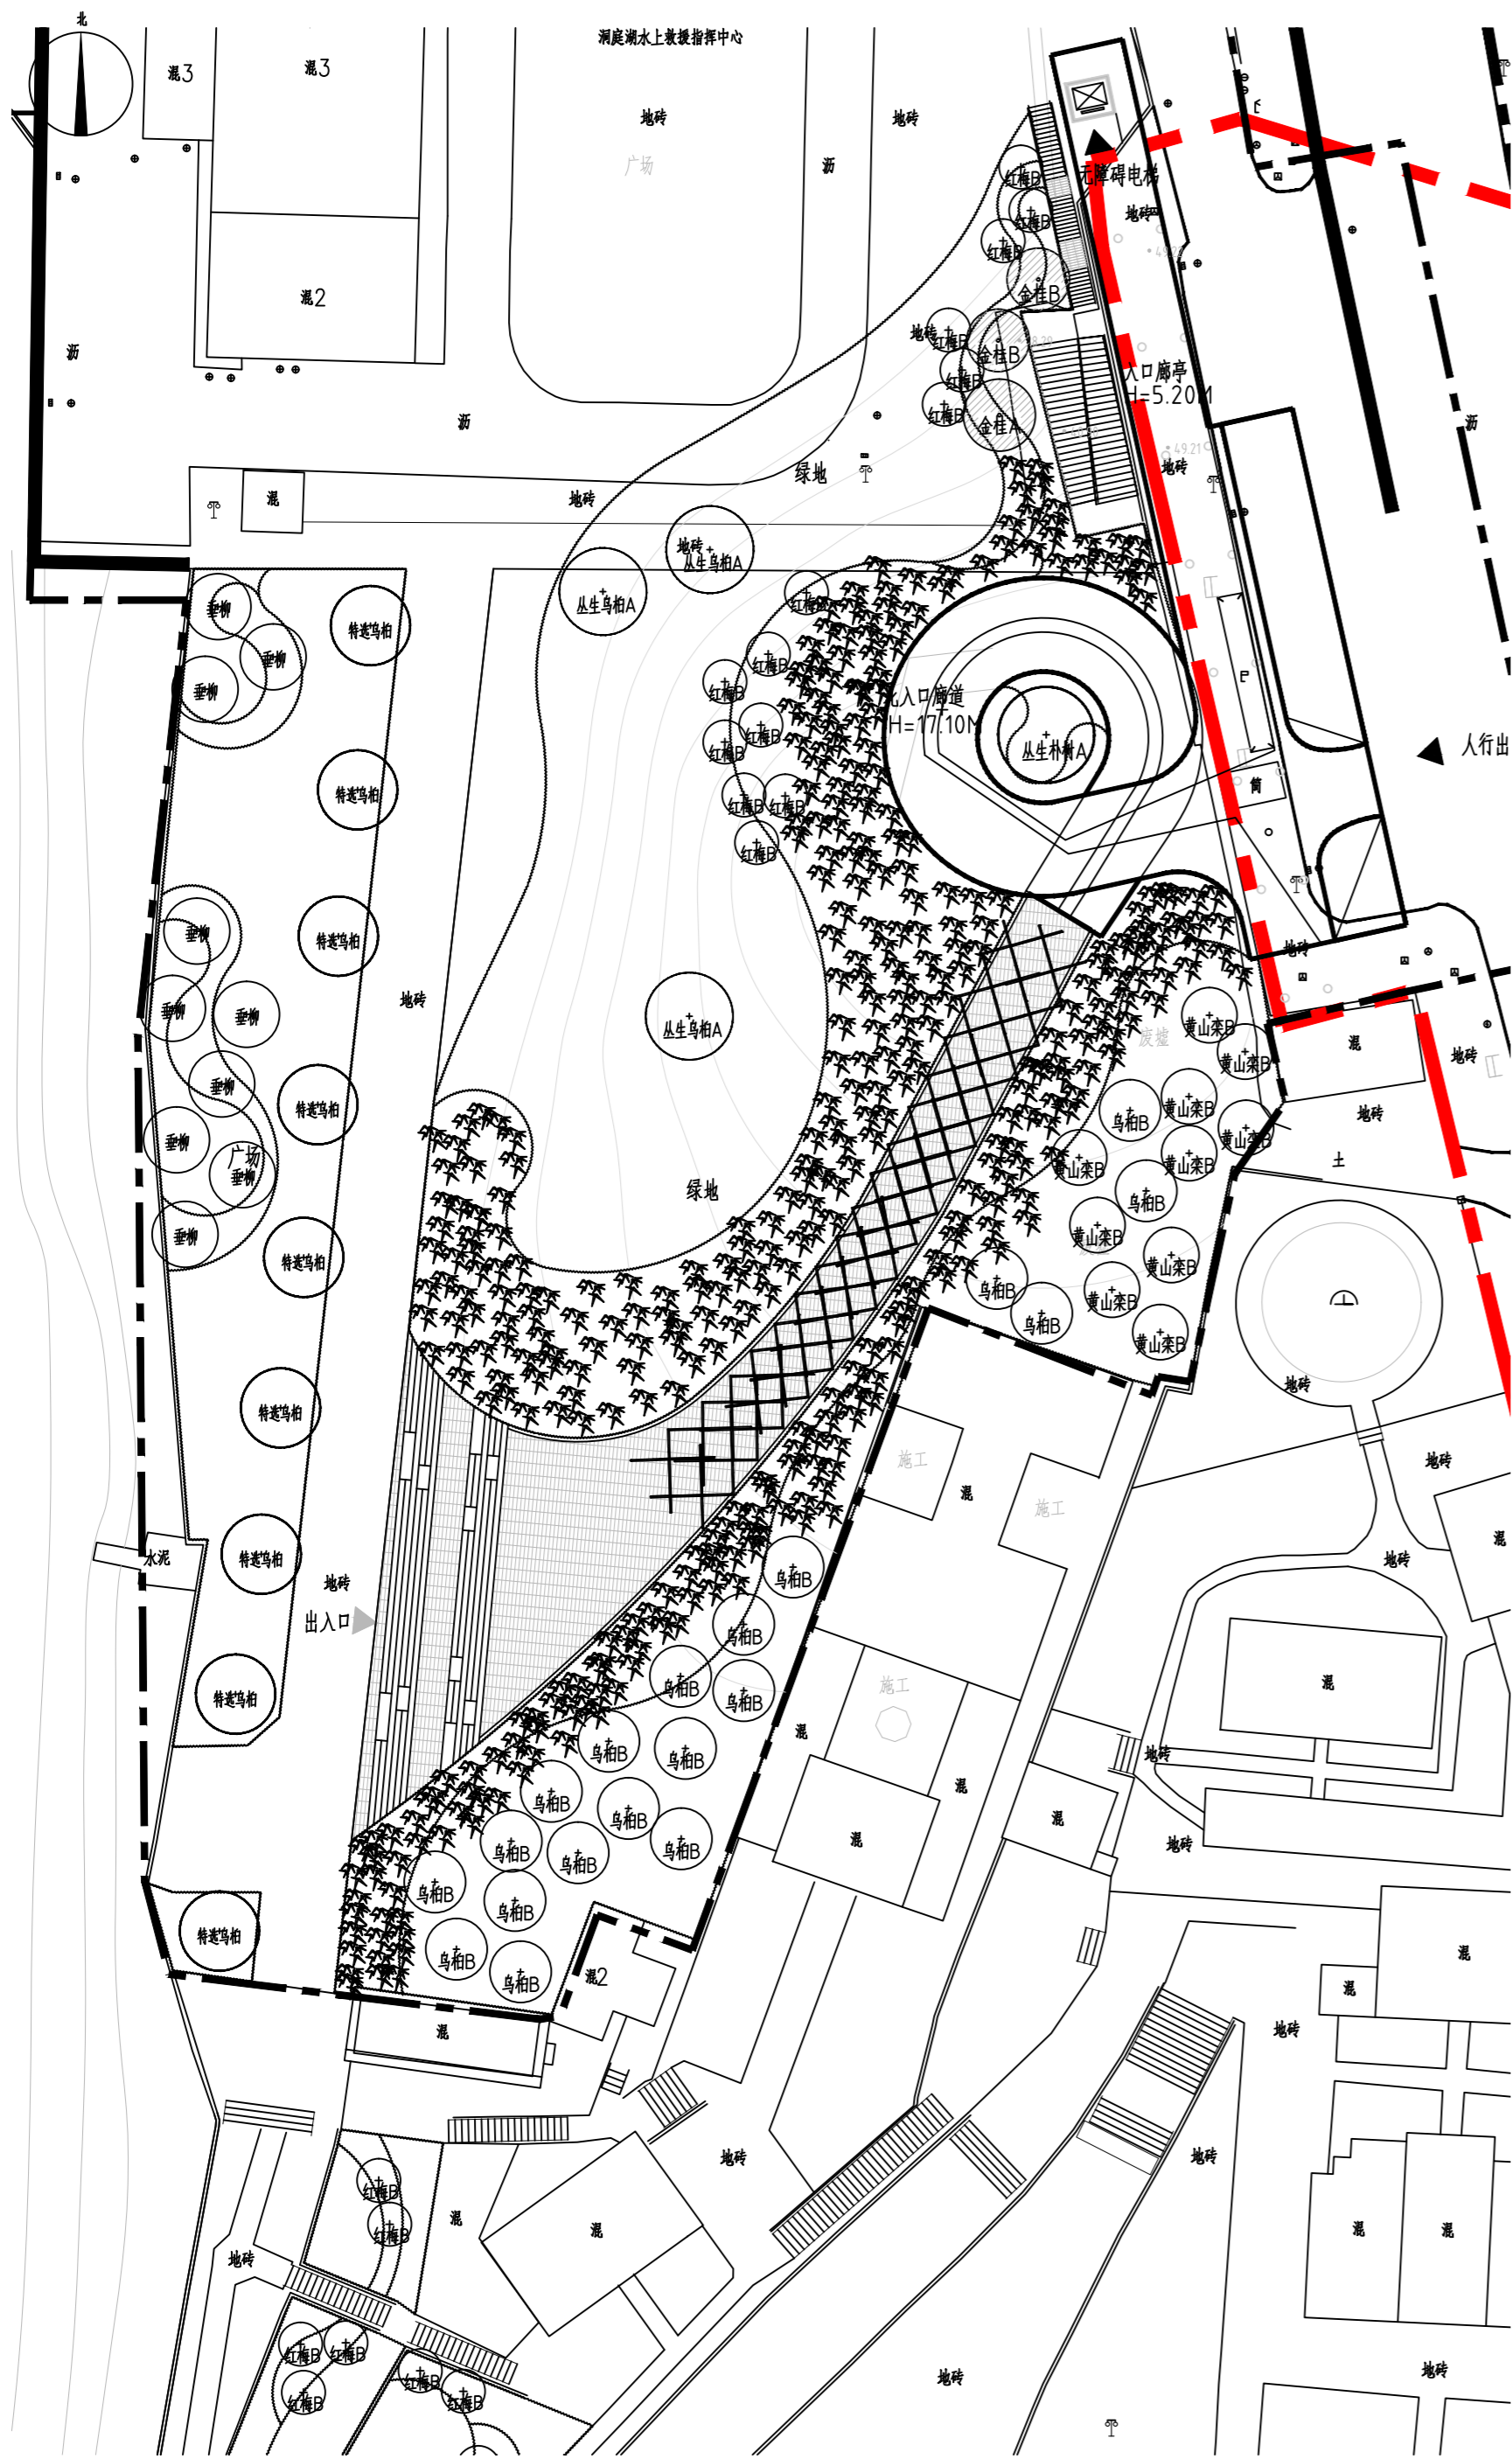 北
洞庭湖水上救援指挥中心
混3
混3
地砖
地砖
广场
沥
红梅B
无障碍电梯
红梅B
地砖
红梅B
混2
金桂B
沥
地砖
红梅B
金桂B
红梅B
入口廊亭
H=5.20M
红梅B
金桂A
沥
沥
49.21
地砖
绿地
混
地砖
地砖
丛生乌桕A
丛生乌桕A
红梅B
垂柳
特选乌桕
垂柳
红梅B
垂柳
红梅B
北入口廊道
H=17.10M
红梅B
红梅B
丛生朴树A
人行出
特选乌桕
红梅B
红梅B
筒
红梅B
垂柳
特选乌桕
地砖
地砖
垂柳
垂柳
丛生乌桕A
黄山栾B
废墟
混
地砖
黄山栾B
垂柳
特选乌桕
乌桕B
黄山栾B
地砖
垂柳
黄山栾B
广场
垂柳
黄山栾B
黄山栾B
土
绿地
乌桕B
垂柳
黄山栾B
特选乌桕
黄山栾B
乌桕B
黄山栾B
乌桕B
黄山栾B
地砖
特选乌桕
施工
混
施工
地砖
混
水泥
特选乌桕
地砖
地砖
乌桕B
出入口
乌桕B
乌桕B
乌桕B
施工
混
特选乌桕
混
乌桕B
乌桕B
地砖
混
乌桕B
乌桕B
混
乌桕B
乌桕B
混
地砖
乌桕B
乌桕B
乌桕B
特选乌桕
乌桕B
混
乌桕B
混2
混
混
地砖
地砖
地砖
红梅B
混
混
混
混
红梅B
地砖
红梅B
红梅B
红梅B
红梅B
红梅B
地砖
地砖